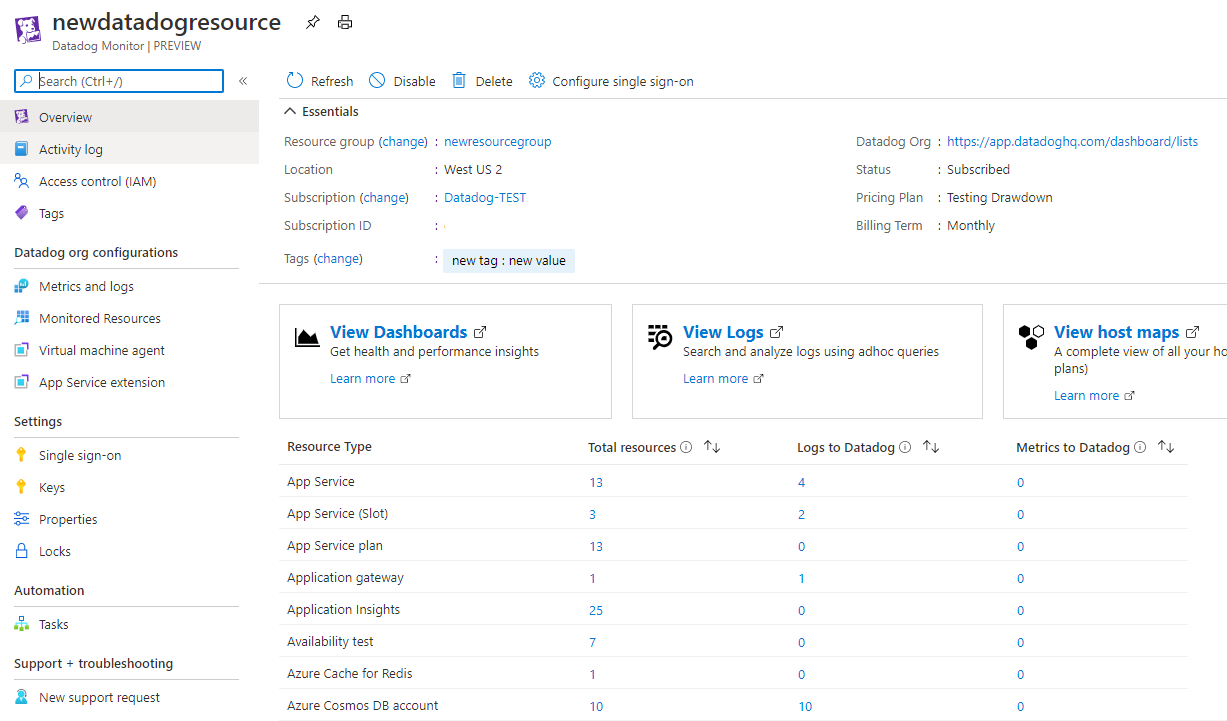 newdatadogresource
Datadog Monitor | PREVIEW
Search (Ctrl+/)
«
Overview
Activity log
Access control (IAM)
Tags
Datadog org configurations
Metrics and logs
Monitored Resources
Virtual machine agent
App Service extension
Settings
Single sign-on
Keys
Properties
Locks
Automation
Tasks
Support + troubleshooting
New support request
Refresh Disable Delete Configure single sign-on
Essentials
Resource group (change) : newresourcegroup
Location : West US 2
Subscription (change) : Datadog-TEST
Subscription ID :
Tags (change) : new tag : new value
Datadog Org : https://app.datadoghq.com/dashboard/lists
Status : Subscribed
Pricing Plan : Testing Drawdown
Billing Term : Monthly
View Dashboards
Get health and performance insights
Learn more
View Logs
Search and analyze logs using adhoc queries
Learn more
View host maps
A complete view of all your ho
plans)
Learn more
Resource Type Total resources Logs to Datadog Metrics to Datadog
App Service 13 4 0
App Service (Slot) 3 2 0
App Service plan 13 0 0
Application gateway 1 1 0
Application Insights 25 0 0
Availability test 7 0 0
Azure Cache for Redis 1 0 0
Azure Cosmos DB account 10 10 0